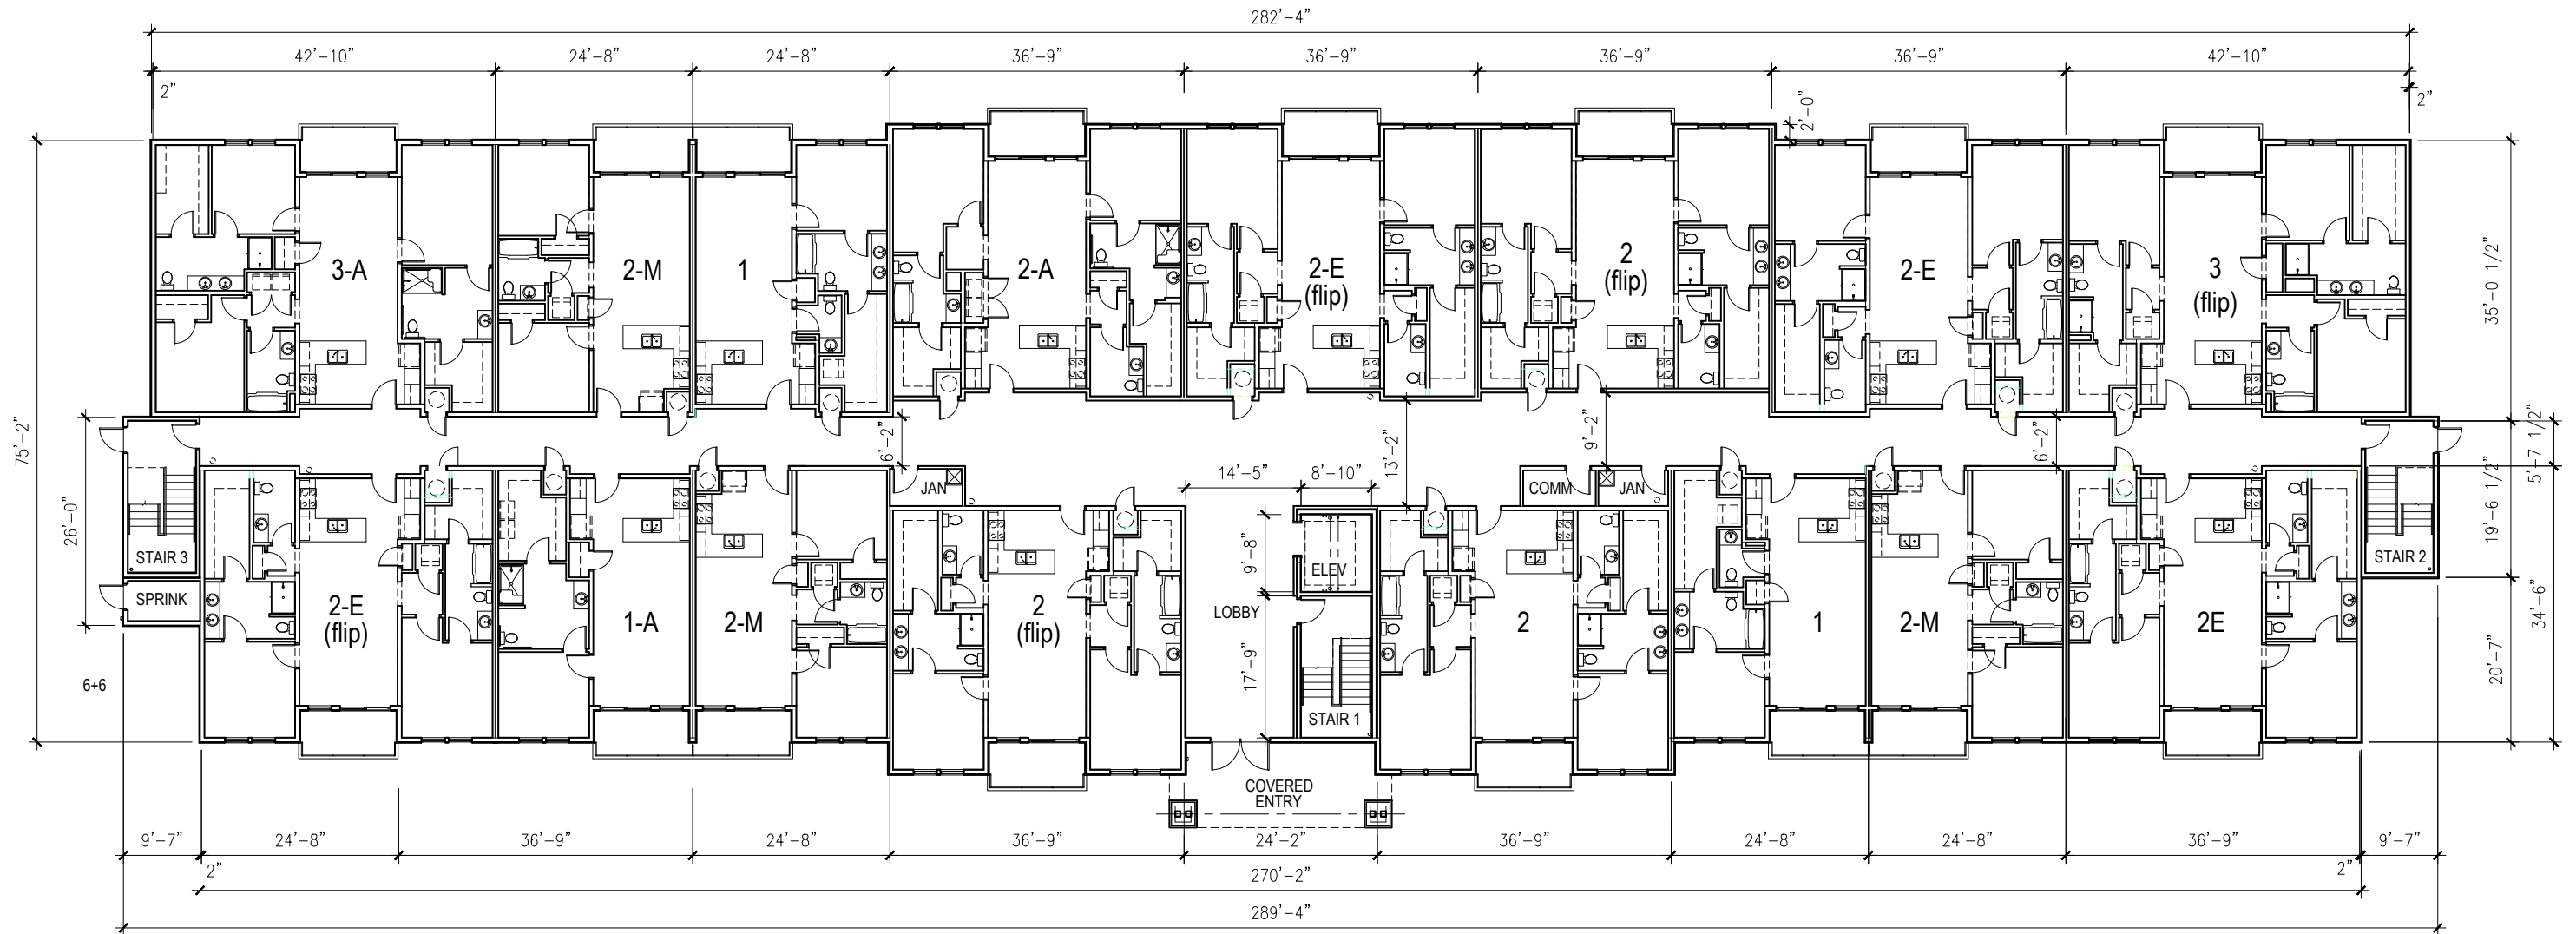 282'-4"
42'-10" 24'-8" 24'-8" 36'-9" 36'-9" 36'-9" 36'-9" 42'-10"
2" 2'-0" 2"
3-A
2-M
1
2-A
2-E
(flip)
2
(flip)
2-E
3
(flip)
35'-0 1/2"
75'-2"
6'-2"
13'-2"
9'-2"
6'-2"
5'-7 1/2"
14'-5" 8'-10"
JAN
COMM
JAN
26'-0"
19'-6 1/2"
STAIR 3
SPRINK
9'-8"
ELEV
LOBBY
STAIR 2
2-E
(flip)
1-A
2-M
2
(flip)
2
1
2-M
2E
34'-6"
6+6
17'-9"
20'-7"
STAIR 1
COVERED
ENTRY
9'-7" 24'-8" 36'-9" 24'-8" 36'-9" 24'-2" 36'-9" 24'-8" 24'-8" 36'-9" 9'-7"
2" 2"
270'-2"
289'-4"